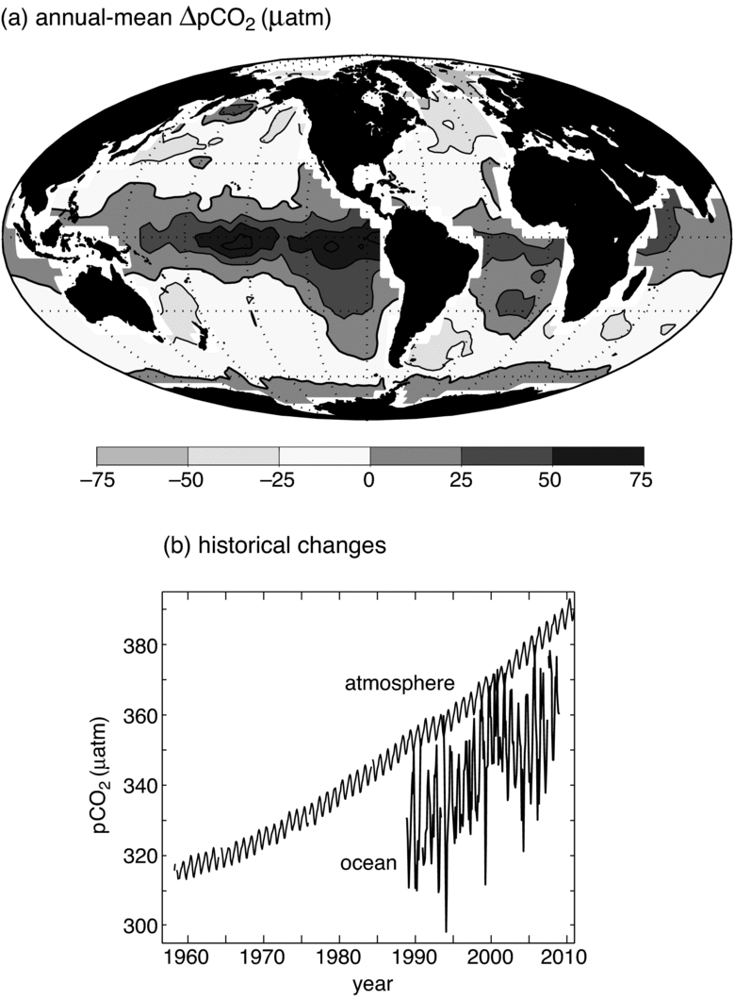 (a) annual-mean ΔpCO₂ (μatm)
–75 –50 –25 0 25 50 75
(b) historical changes
380
360
340
320
300
pCO₂ (μatm)
atmosphere
ocean
1960 1970 1980 1990 2000 2010
year